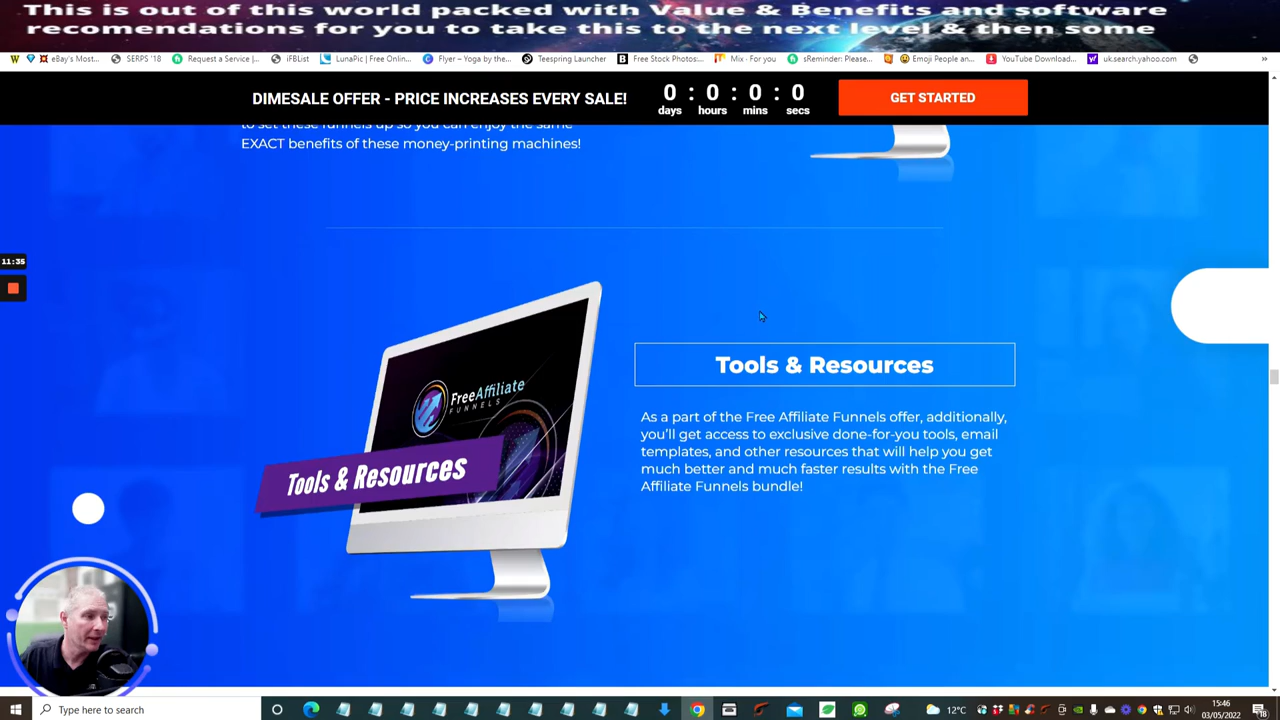 This is out of this world packed with Value & Benefits and software
recomendations for you to take this to the next level & then some
eBay's Most...
SERPS '18
Request a Service |...
iFBList
LunaPic | Free Onlin...
Flyer – Yoga by the...
Teespring Launcher
Free Stock Photos:...
Mix · For you
sReminder: Please...
Emoji People an...
YouTube Download...
uk.search.yahoo.com
»
DIMESALE OFFER - PRICE INCREASES EVERY SALE!
0 : 0 : 0 : 0
days hours mins secs
GET STARTED
to set these funnels up so you can enjoy the same
EXACT benefits of these money-printing machines!
11:35
FreeAffiliate
FUNNELS
Tools & Resources
Tools & Resources
As a part of the Free Affiliate Funnels offer, additionally,
you'll get access to exclusive done-for-you tools, email
templates, and other resources that will help you get
much better and much faster results with the Free
Affiliate Funnels bundle!
Type here to search
12°C
15:46
03/05/2022